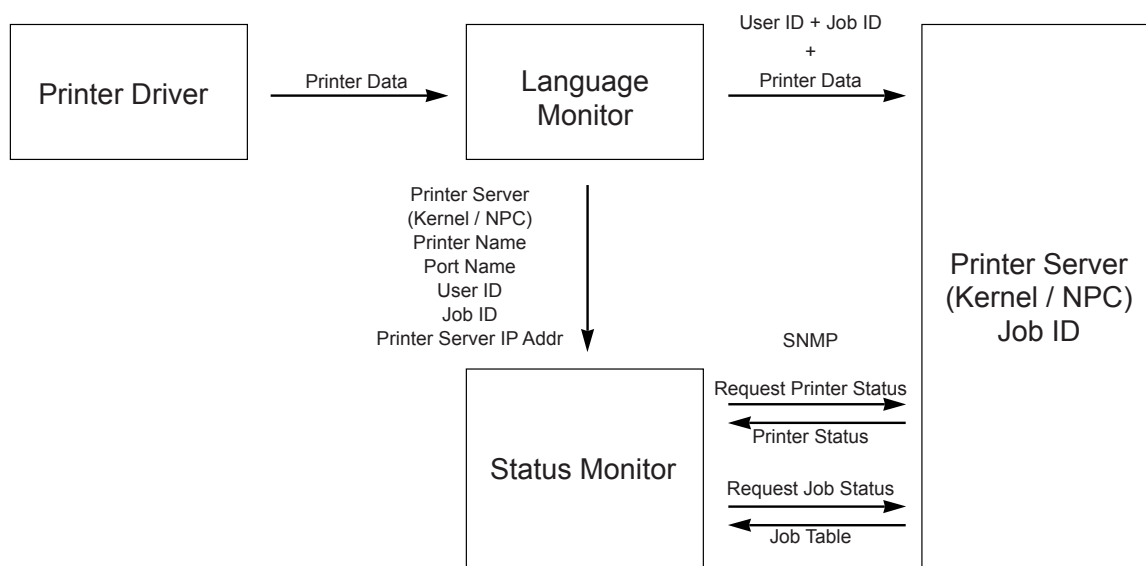 User ID + Job ID
+
Printer Data
Printer Driver
Printer Data
Language
Monitor
Printer Server
(Kernel / NPC)
Printer Name
Port Name
User ID
Job ID
Printer Server IP Addr
Printer Server
(Kernel / NPC)
Job ID
SNMP
Request Printer Status
Printer Status
Status Monitor
Request Job Status
Job Table